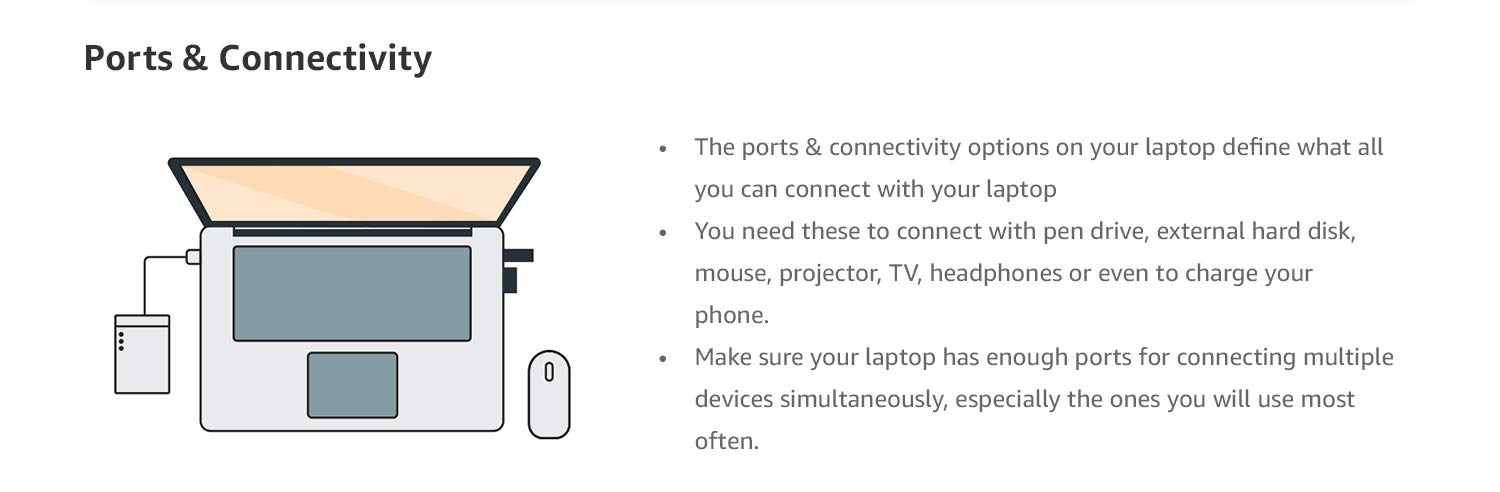 Ports & Connectivity
• The ports & connectivity options on your laptop define what all
you can connect with your laptop
• You need these to connect with pen drive, external hard disk,
mouse, projector, TV, headphones or even to charge your
phone.
• Make sure your laptop has enough ports for connecting multiple
devices simultaneously, especially the ones you will use most
often.